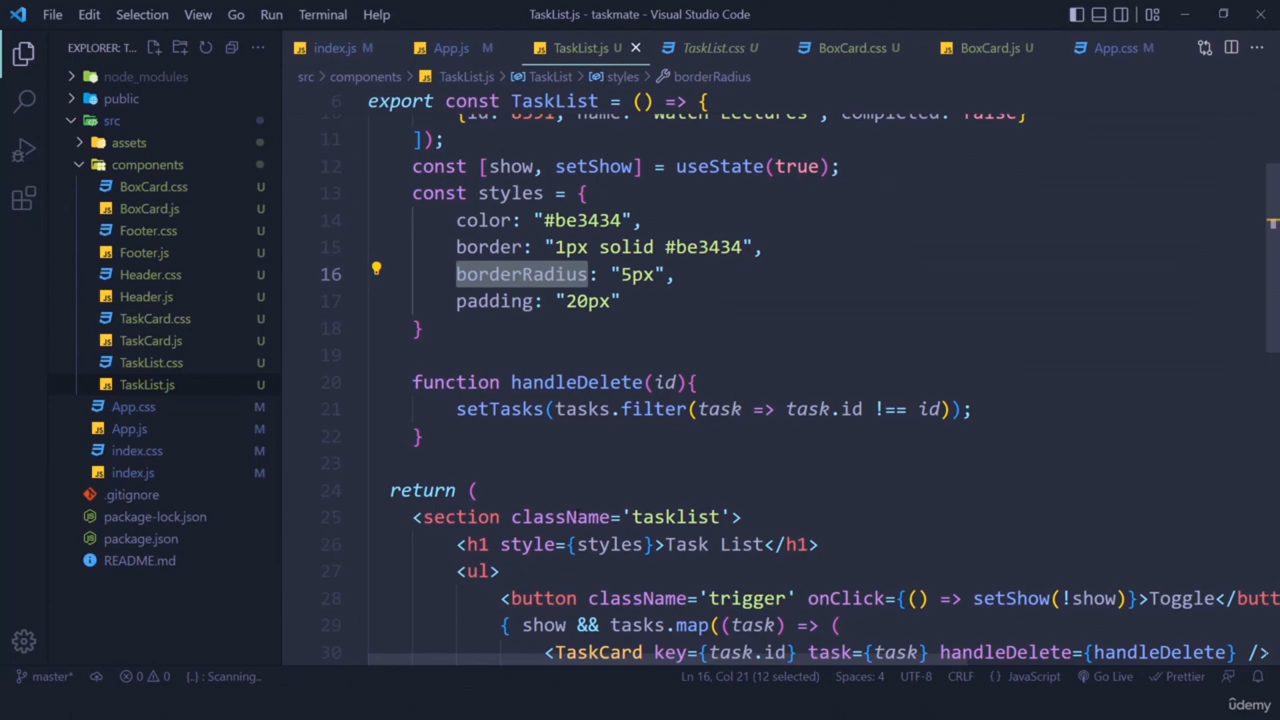 File Edit Selection View Go Run Terminal Help TaskList.js - taskmate - Visual Studio Code
EXPLORER: T... index.js M App.js M TaskList.js U TaskList.css U BoxCard.css U BoxCard.js U App.css M
src > components > TaskList.js > TaskList > styles > borderRadius
node_modules
public
src
assets
components
BoxCard.css U
BoxCard.js U
Footer.css U
Footer.js U
Header.css U
Header.js U
TaskCard.css U
TaskCard.js U
TaskList.css U
TaskList.js U
App.css M
App.js M
index.css M
index.js M
.gitignore
package-lock.json
package.json
README.md
6 export const TaskList = () => {
10 {id: 8391, name: "Watch Lectures", completed: false}
11 ]);
12 const [show, setShow] = useState(true);
13 const styles = {
14 color: "#be3434",
15 border: "1px solid #be3434",
16 borderRadius: "5px",
17 padding: "20px"
18 }
19
20 function handleDelete(id){
21 setTasks(tasks.filter(task => task.id !== id));
22 }
23
24 return (
25 <section className='tasklist'>
26 <h1 style={styles}>Task List</h1>
27 <ul>
28 <button className='trigger' onClick={() => setShow(!show)}>Toggle</butt
29 { show && tasks.map((task) => (
30 <TaskCard key={task.id} task={task} handleDelete={handleDelete} />
master* 0 0 {..} : Scanning.. Ln 16, Col 21 (12 selected) Spaces: 4 UTF-8 CRLF {} JavaScript Go Live Prettier
ûdemy